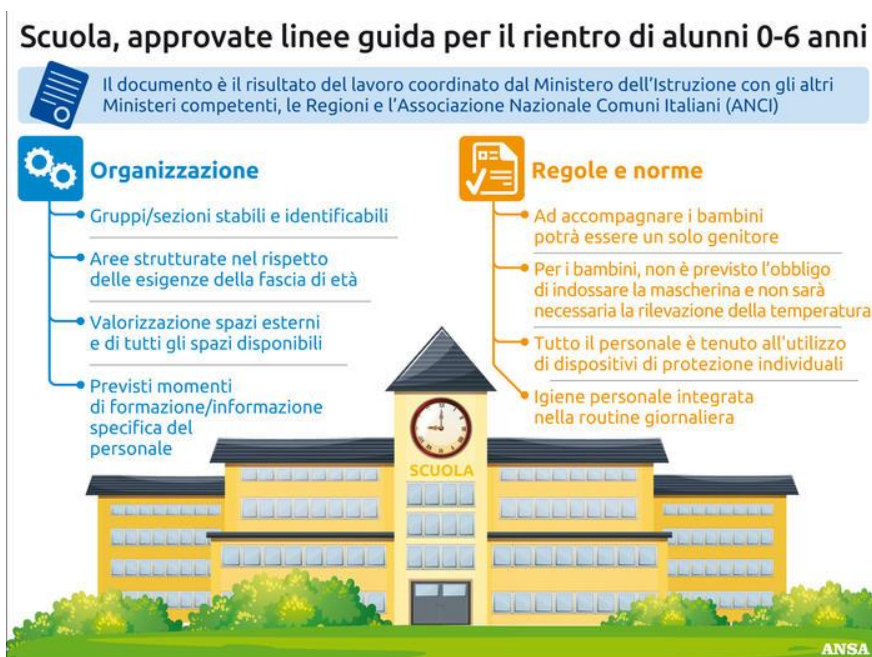 Scuola, approvate linee guida per il rientro di alunni 0-6 anni
Il documento è il risultato del lavoro coordinato dal Ministero dell'Istruzione con gli altri
Ministeri competenti, le Regioni e l'Associazione Nazionale Comuni Italiani (ANCI)
Organizzazione
Gruppi/sezioni stabili e identificabili
Aree strutturate nel rispetto
delle esigenze della fascia di età
Valorizzazione spazi esterni
e di tutti gli spazi disponibili
Previsti momenti
di formazione/informazione
specifica del
personale
Regole e norme
Ad accompagnare i bambini
potrà essere un solo genitore
Per i bambini, non è previsto l'obbligo
di indossare la mascherina e non sarà
necessaria la rilevazione della temperatura
Tutto il personale è tenuto all'utilizzo
di dispositivi di protezione individuali
Igiene personale integrata
nella routine giornaliera
SCUOLA
ANSA